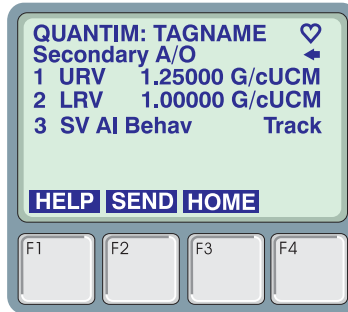 QUANTIM: TAGNAME ♡
Secondary A/O
1 URV 1.25000 G/cUCM
2 LRV 1.00000 G/cUCM
3 SV AI Behav Track
HELP SEND HOME
F1 F2 F3 F4